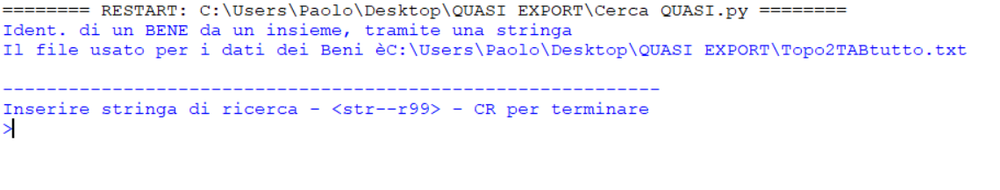 ======== RESTART: C:\Users\Paolo\Desktop\QUASI EXPORT\Cerca QUASI.py ========
Ident. di un BENE da un insieme, tramite una stringa
Il file usato per i dati dei Beni èC:\Users\Paolo\Desktop\QUASI EXPORT\Topo2TABtutto.txt
------------------------------------------------------------
Inserire stringa di ricerca - <str--r99> - CR per terminare
>